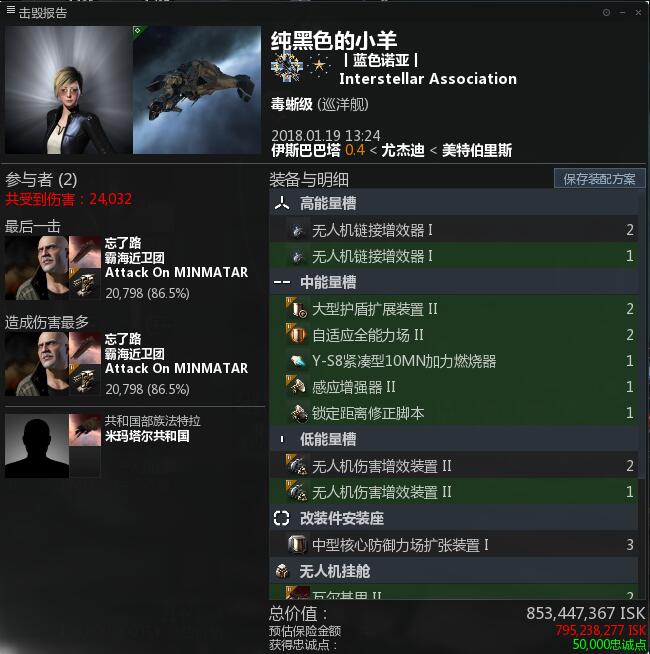 击毁报告
纯黑色的小羊
丨蓝色诺亚丨
Interstellar Association
毒蜥级 (巡洋舰)
2018.01.19 13:24
伊斯巴巴塔 0.4 < 尤杰迪 < 美特伯里斯
参与者 (2)
共受到伤害：24,032
最后一击
忘了路
霸海近卫团
Attack On MINMATAR
20,798 (86.5%)
造成伤害最多
忘了路
霸海近卫团
Attack On MINMATAR
20,798 (86.5%)
共和国部族法特拉
米玛塔尔共和国
装备与明细
保存装配方案
高能量槽
无人机链接增效器 I 2
无人机链接增效器 I 1
中能量槽
大型护盾扩展装置 II 2
自适应全能力场 II 2
Y-S8紧凑型10MN加力燃烧器 1
感应增强器 II 1
锁定距离修正脚本 1
低能量槽
无人机伤害增效装置 II 2
无人机伤害增效装置 II 1
改装件安装座
中型核心防御力场扩张装置 I 3
无人机挂舱
瓦尔基里 II 2
总价值： 853,447,367 ISK
预估保险金额 795,238,277 ISK
获得忠诚点： 50,000忠诚点